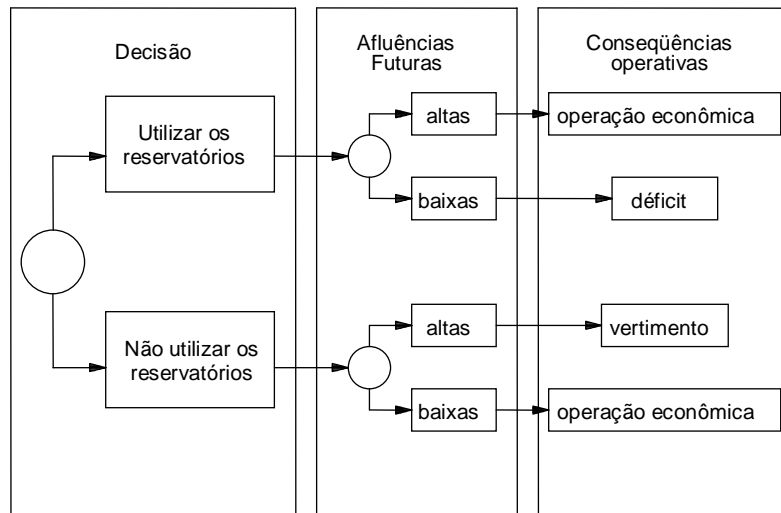 Decisão
Afluências
Futuras
Conseqüências
operativas
Utilizar os
reservatórios
altas
operação econômica
baixas
déficit
Não utilizar os
reservatórios
altas
vertimento
baixas
operação econômica